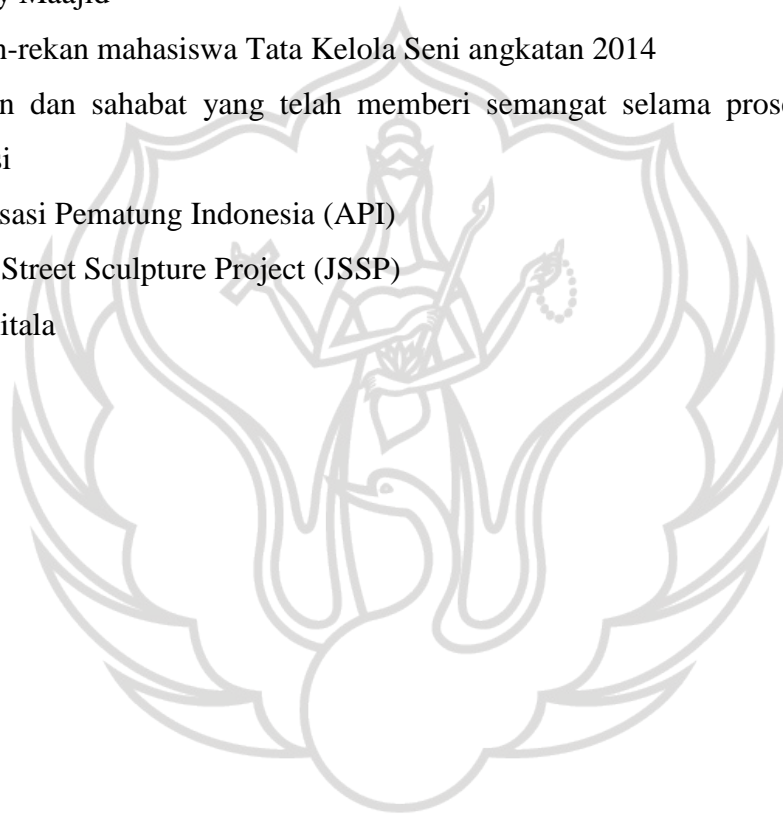 y Maajid
n-rekan mahasiswa Tata Kelola Seni angkatan 2014
n dan sahabat yang telah memberi semangat selama pros
si
sasi Pematung Indonesia (API)
Street Sculpture Project (JSSP)
itala